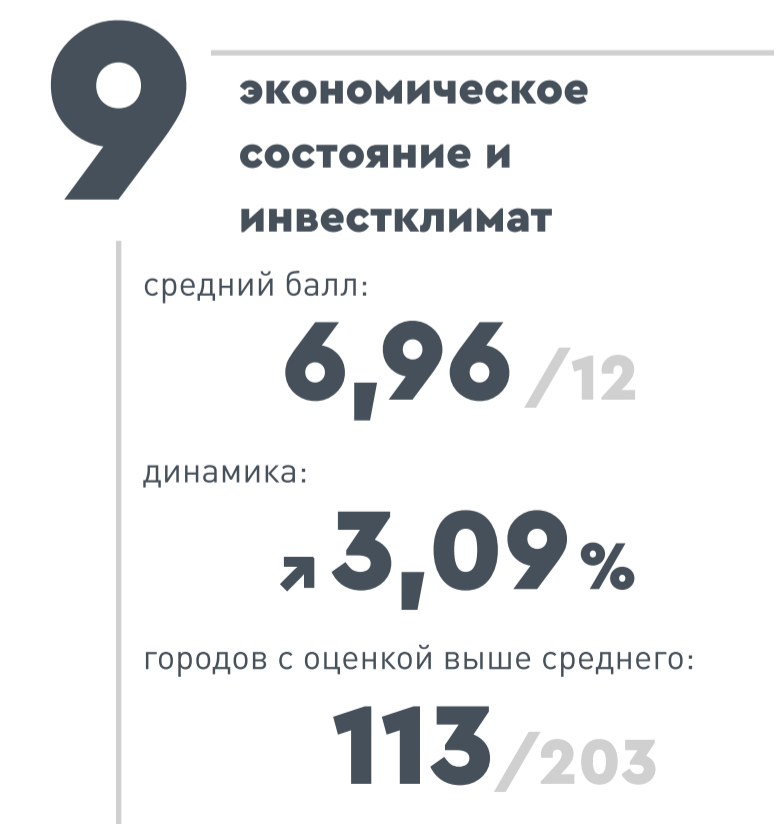 9
экономическое
состояние и
инвестклимат
средний балл:
6,96 /12
динамика:
↗3,09 %
городов с оценкой выше среднего:
113/203